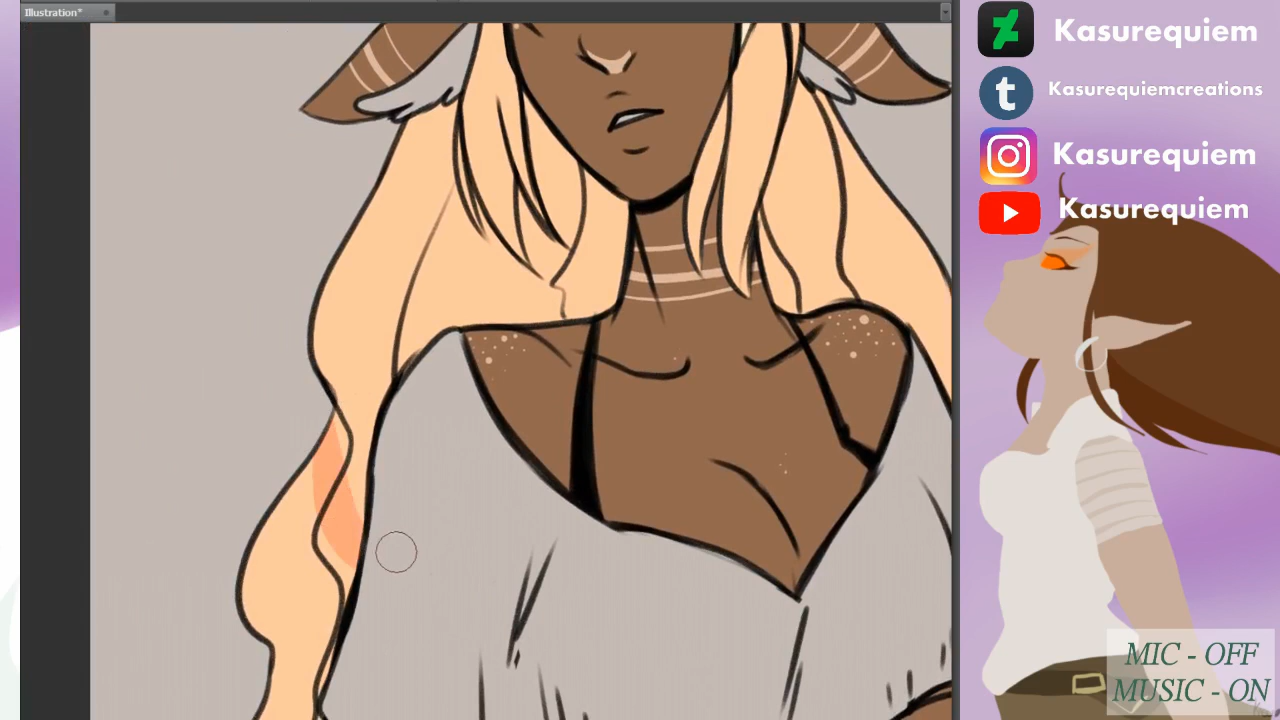 Illustration*
Kasurequiem
Kasurequiemcreations
Kasurequiem
Kasurequiem
MIC - OFF
MUSIC - ON